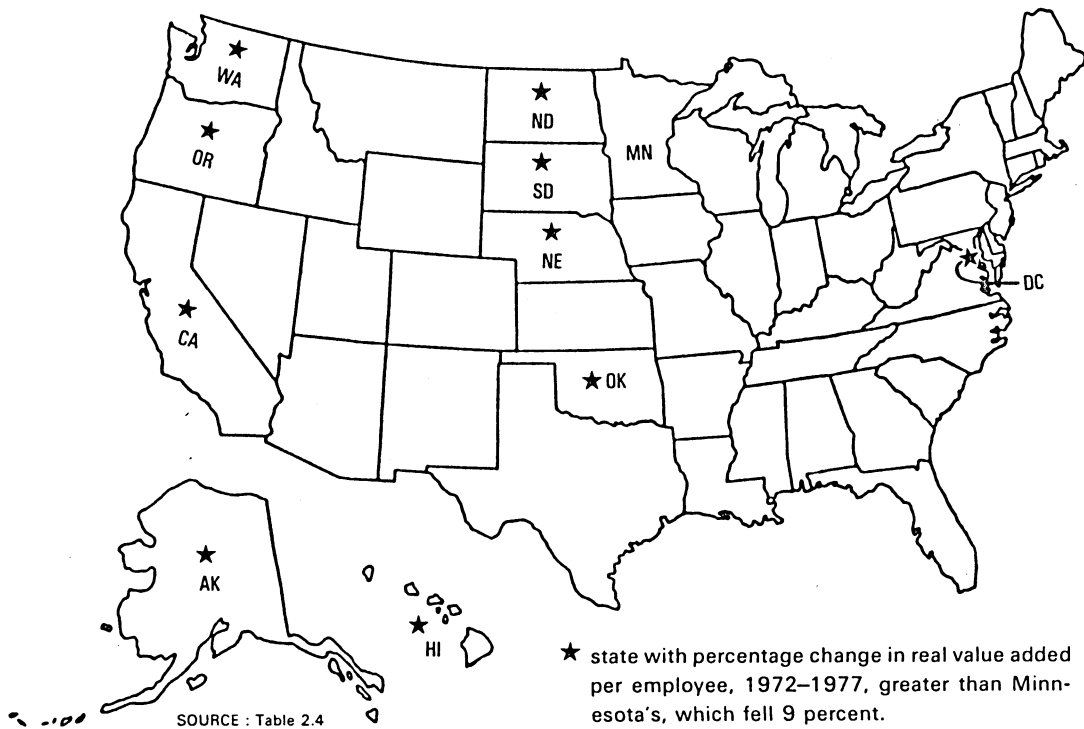 WA
ND
OR
MN
SD
NE
DC
CA
★ OK
AK
HI
★ state with percentage change in real value added
per employee, 1972–1977, greater than Minn-
esota's, which fell 9 percent.
SOURCE : Table 2.4